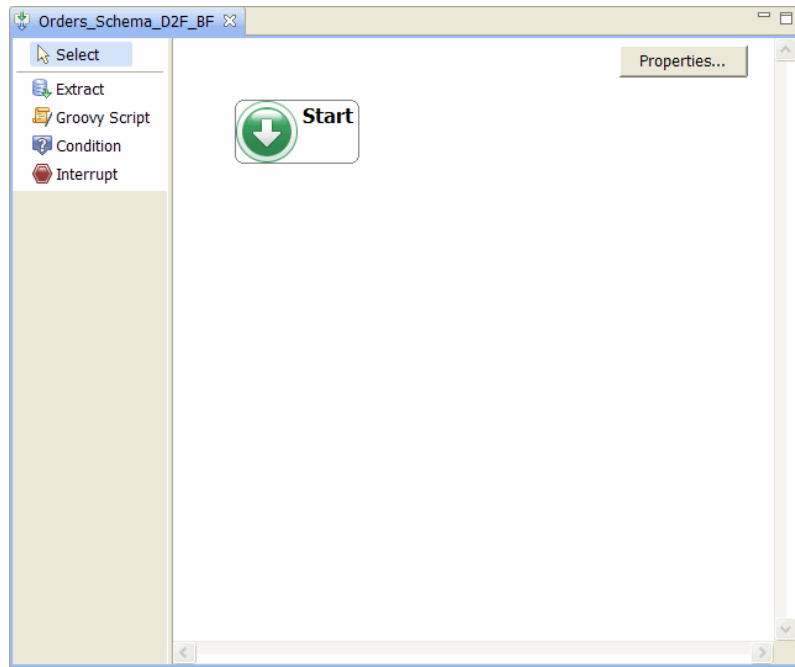 Orders_Schema_D2F_BF
Select
Properties...
Extract
Groovy Script
Condition
Interrupt
Start